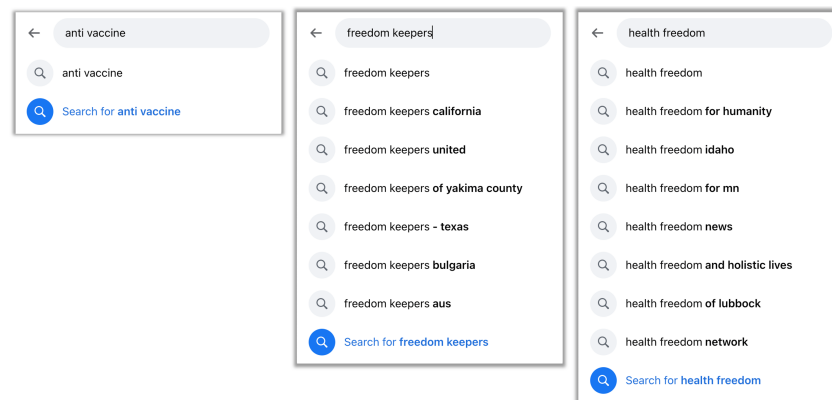 anti vaccine
anti vaccine
Search for anti vaccine
freedom keepers
freedom keepers
freedom keepers california
freedom keepers united
freedom keepers of yakima county
freedom keepers - texas
freedom keepers bulgaria
freedom keepers aus
Search for freedom keepers
health freedom
health freedom
health freedom for humanity
health freedom idaho
health freedom for mn
health freedom news
health freedom and holistic lives
health freedom of lubbock
health freedom network
Search for health freedom